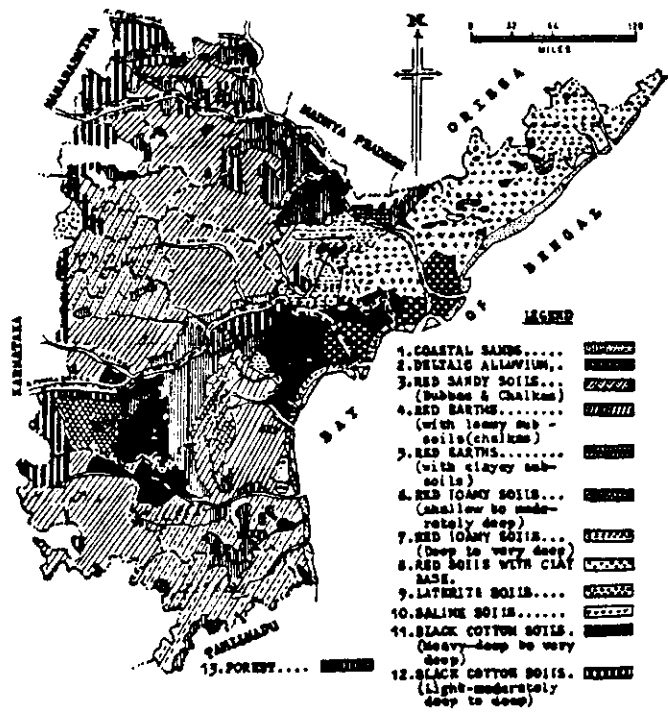 N
0 32 64 128
MILES
MAHARASHTRA
MADHYA PRADESH
ORISSA
BAY OF BENGAL
KARNATAKA
TAMILNADU
LEGEND
1. COASTAL SANDS.....
2. DELTAIC ALLUVIUM..
3. RED SANDY SOILS...
(Dubbas & Chalkas)
4. RED EARTHS.......
(with loamy sub-
soils(chalkas)
5. RED EARTHS.......
(with clayey sub-
soils)
6. RED LOAMY SOILS...
(shallow to mode-
rately deep)
7. RED LOAMY SOILS...
(Deep to very deep)
8. RED SOILS WITH CLAY
BASE.
9. LATERITE SOILS....
10. SALINE SOILS......
11. BLACK COTTON SOILS.
(Heavy-deep to very
deep)
12. BLACK COTTON SOILS.
(Light-moderately
deep to deep)
13. FOREST....